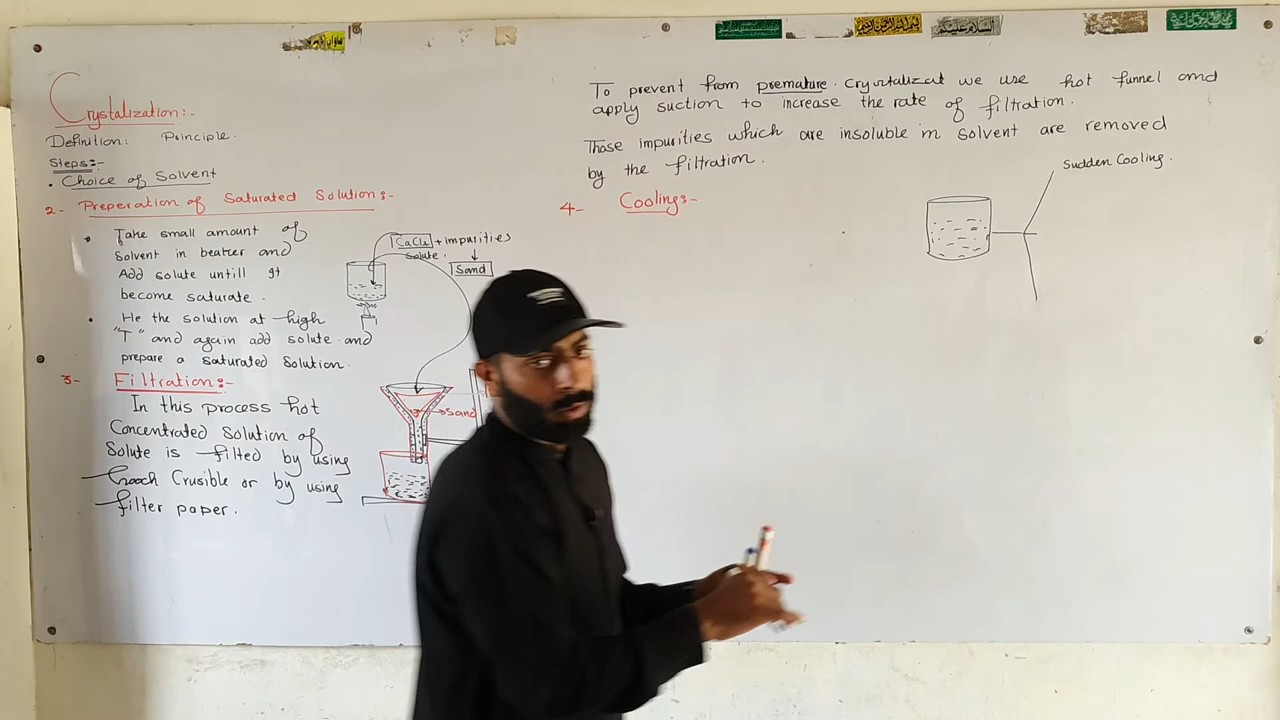 السلام علیکم
Crystalization:-
Definition: Principle.
Steps:-
• Choice of Solvent
2- Preperation of Saturated Solution:-
• Take small amount of
Solvent in beaker and
Add solute untill It
become saturate.
• He the solution at high
"T" and again add solute and
prepare a saturated Solution.
CaCl2 + impurities
Solute.
Sand
3- Filtration:-
In this process hot
Concentrated Solution of
Solute is filted by using
Gooch Crusible or by using
filter paper.
Sand
To prevent from premature. Crystalizat we use hot funnel and
apply suction to increase the rate of filtration.
Those impurities which are insoluble in solvent are removed
by the filtration.
4- Cooling:-
Sudden Cooling.